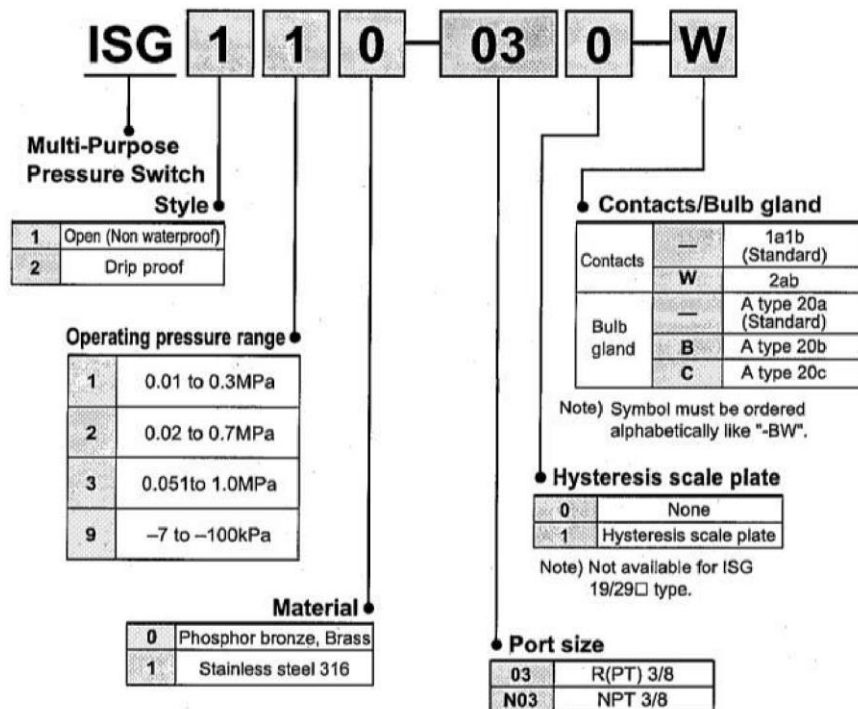 ISG 1 1 0 - 03 0 - W
Multi-Purpose
Pressure Switch
Style
1 Open (Non waterproof)
2 Drip proof
Operating pressure range
1 0.01 to 0.3MPa
2 0.02 to 0.7MPa
3 0.051to 1.0MPa
9 –7 to –100kPa
Material
0 Phosphor bronze, Brass
1 Stainless steel 316
Contacts/Bulb gland
Contacts — 1a1b
(Standard)
W 2ab
Bulb
gland — A type 20a
(Standard)
B A type 20b
C A type 20c
Note) Symbol must be ordered
alphabetically like "-BW".
Hysteresis scale plate
0 None
1 Hysteresis scale plate
Note) Not available for ISG
19/29□ type.
Port size
03 R(PT) 3/8
N03 NPT 3/8